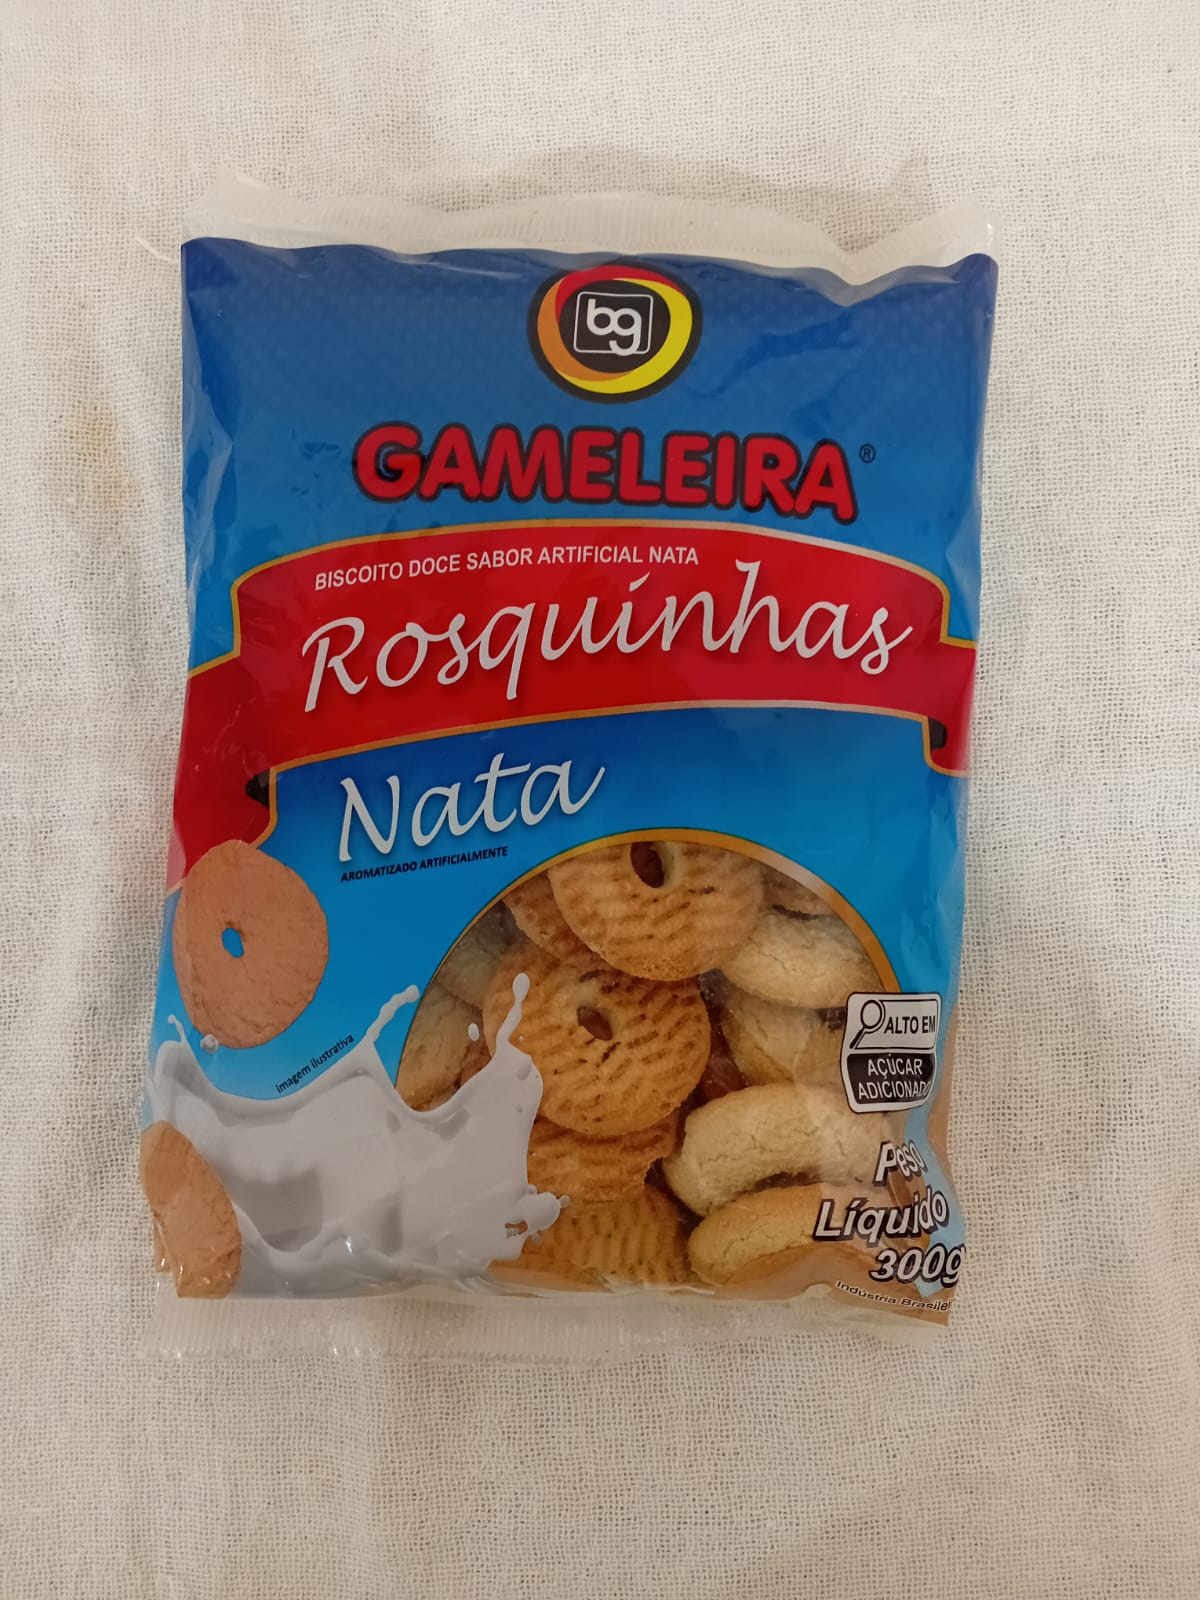 bg
GAMELEIRA®
BISCOITO DOCE SABOR ARTIFICIAL NATA
Rosquinhas
Nata
AROMATIZADO ARTIFICIALMENTE
imagem ilustrativa
ALTO EM
AÇÚCAR
ADICIONADO
Peso
Líquido
300g
Indústria